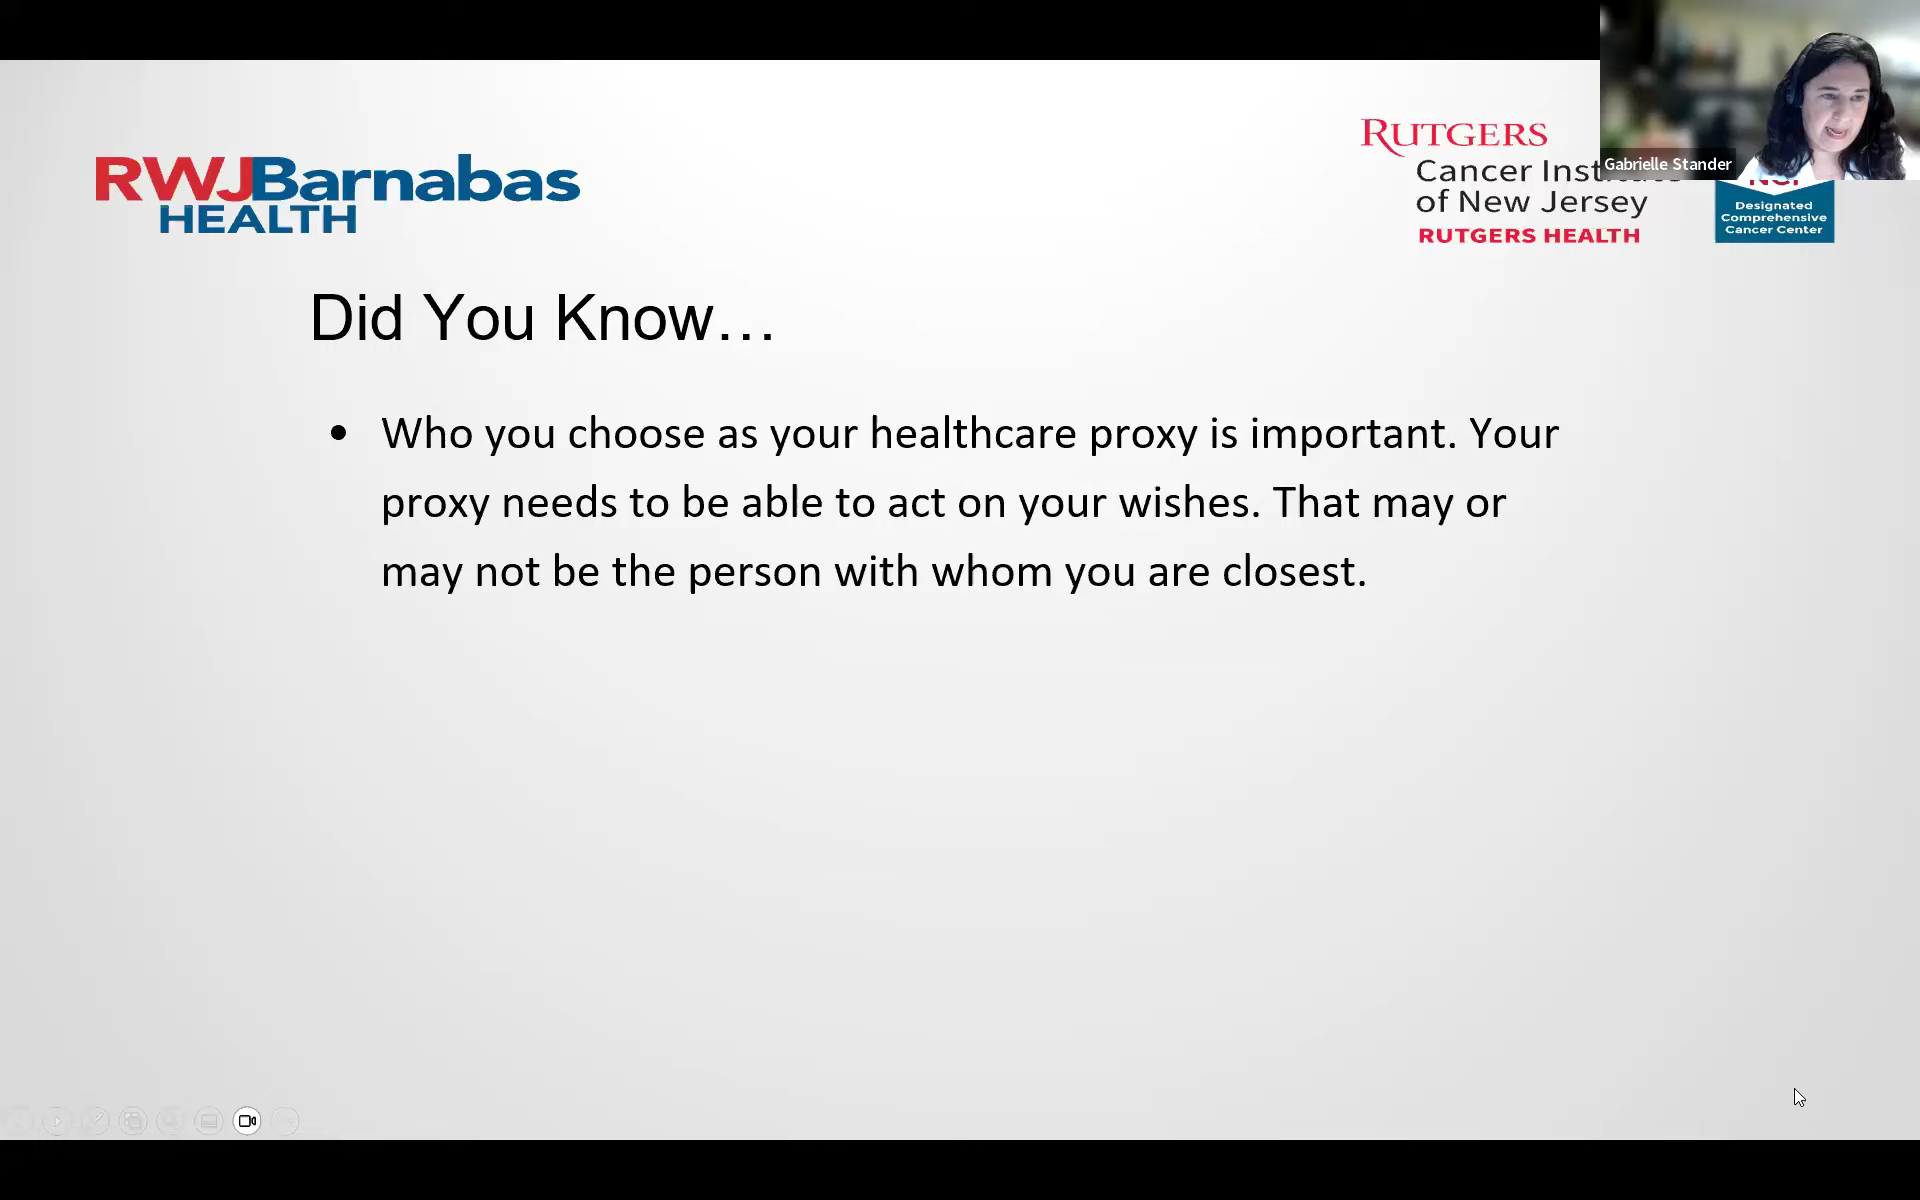 RWJBarnabas
HEALTH
RUTGERS
Cancer Institute
of New Jersey
RUTGERS HEALTH
Gabrielle Stander
Designated
Comprehensive
Cancer Center
Did You Know…
• Who you choose as your healthcare proxy is important. Your
proxy needs to be able to act on your wishes. That may or
may not be the person with whom you are closest.